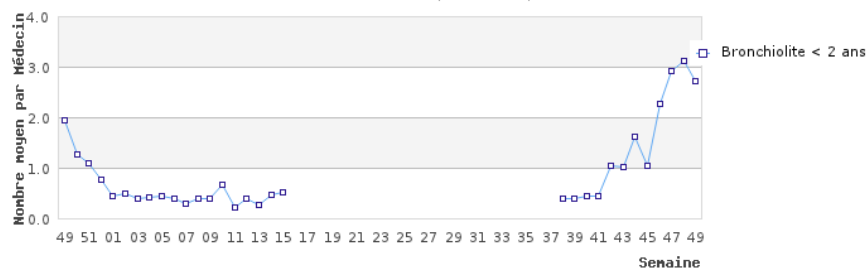 4.0
3.0
2.0
1.0
0.0
Nombre moyen par Médecin
Bronchiolite < 2 ans
49 51 01 03 05 07 09 11 13 15 17 19 21 23 25 27 29 31 33 35 37 39 41 43 45 47 49
Semaine